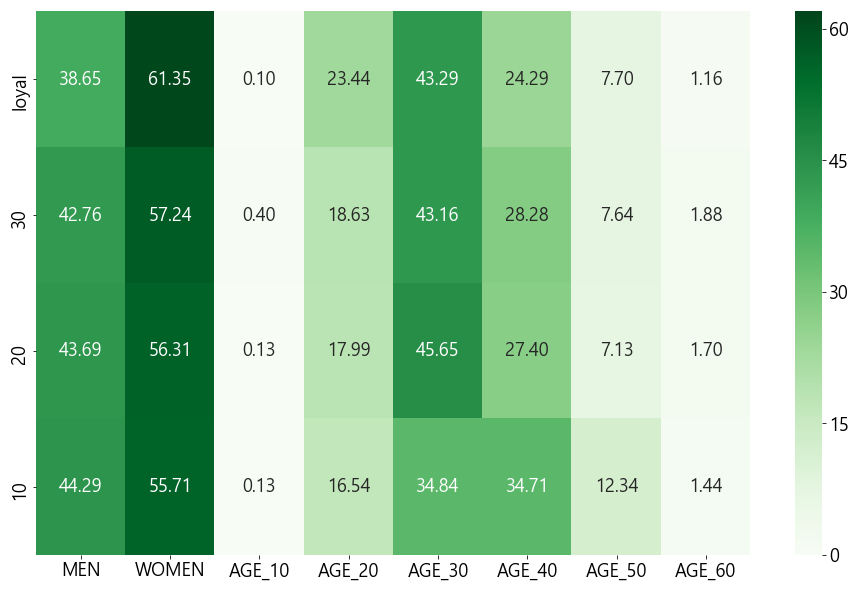 loyal 38.65 61.35 0.10 23.44 43.29 24.29 7.70 1.16
30 42.76 57.24 0.40 18.63 43.16 28.28 7.64 1.88
20 43.69 56.31 0.13 17.99 45.65 27.40 7.13 1.70
10 44.29 55.71 0.13 16.54 34.84 34.71 12.34 1.44
MEN WOMEN AGE_10 AGE_20 AGE_30 AGE_40 AGE_50 AGE_60
60
45
30
15
0